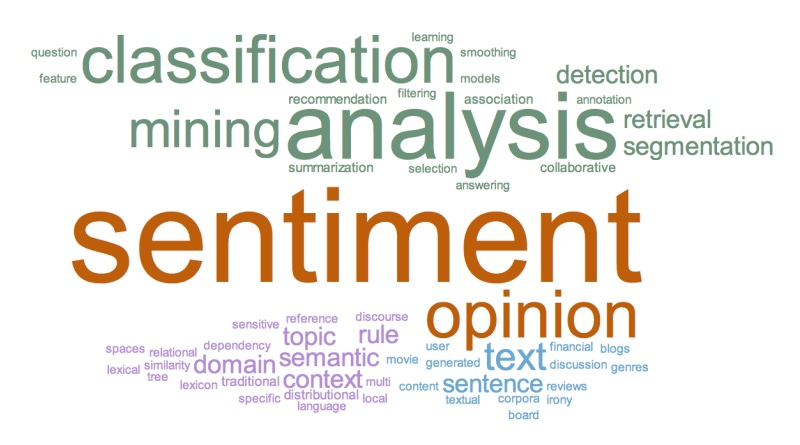 learning
question classification smoothing
feature models detection
recommendation filtering association annotation
mining analysis retrieval
segmentation
summarization selection collaborative
answering
sentiment
opinion
sensitive reference discourse
topic rule
spaces relational dependency semantic movie
lexical similarity domain
tree lexicon traditional context multi
specific distributional local
language
user text financial blogs
generated discussion genres
content sentence reviews
textual corpora irony
board